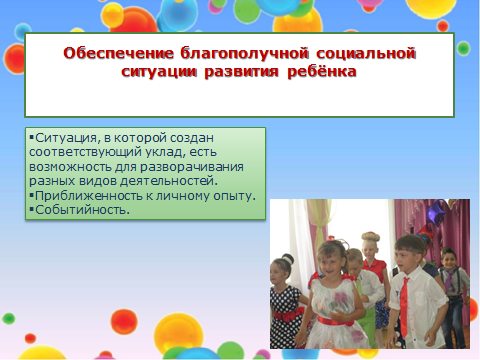 Обеспечение благополучной социальной
ситуации развития ребёнка
▪Ситуация, в которой создан
соответствующий уклад, есть
возможность для разворачивания
разных видов деятельностей.
▪Приближенность к личному опыту.
▪Событийность.